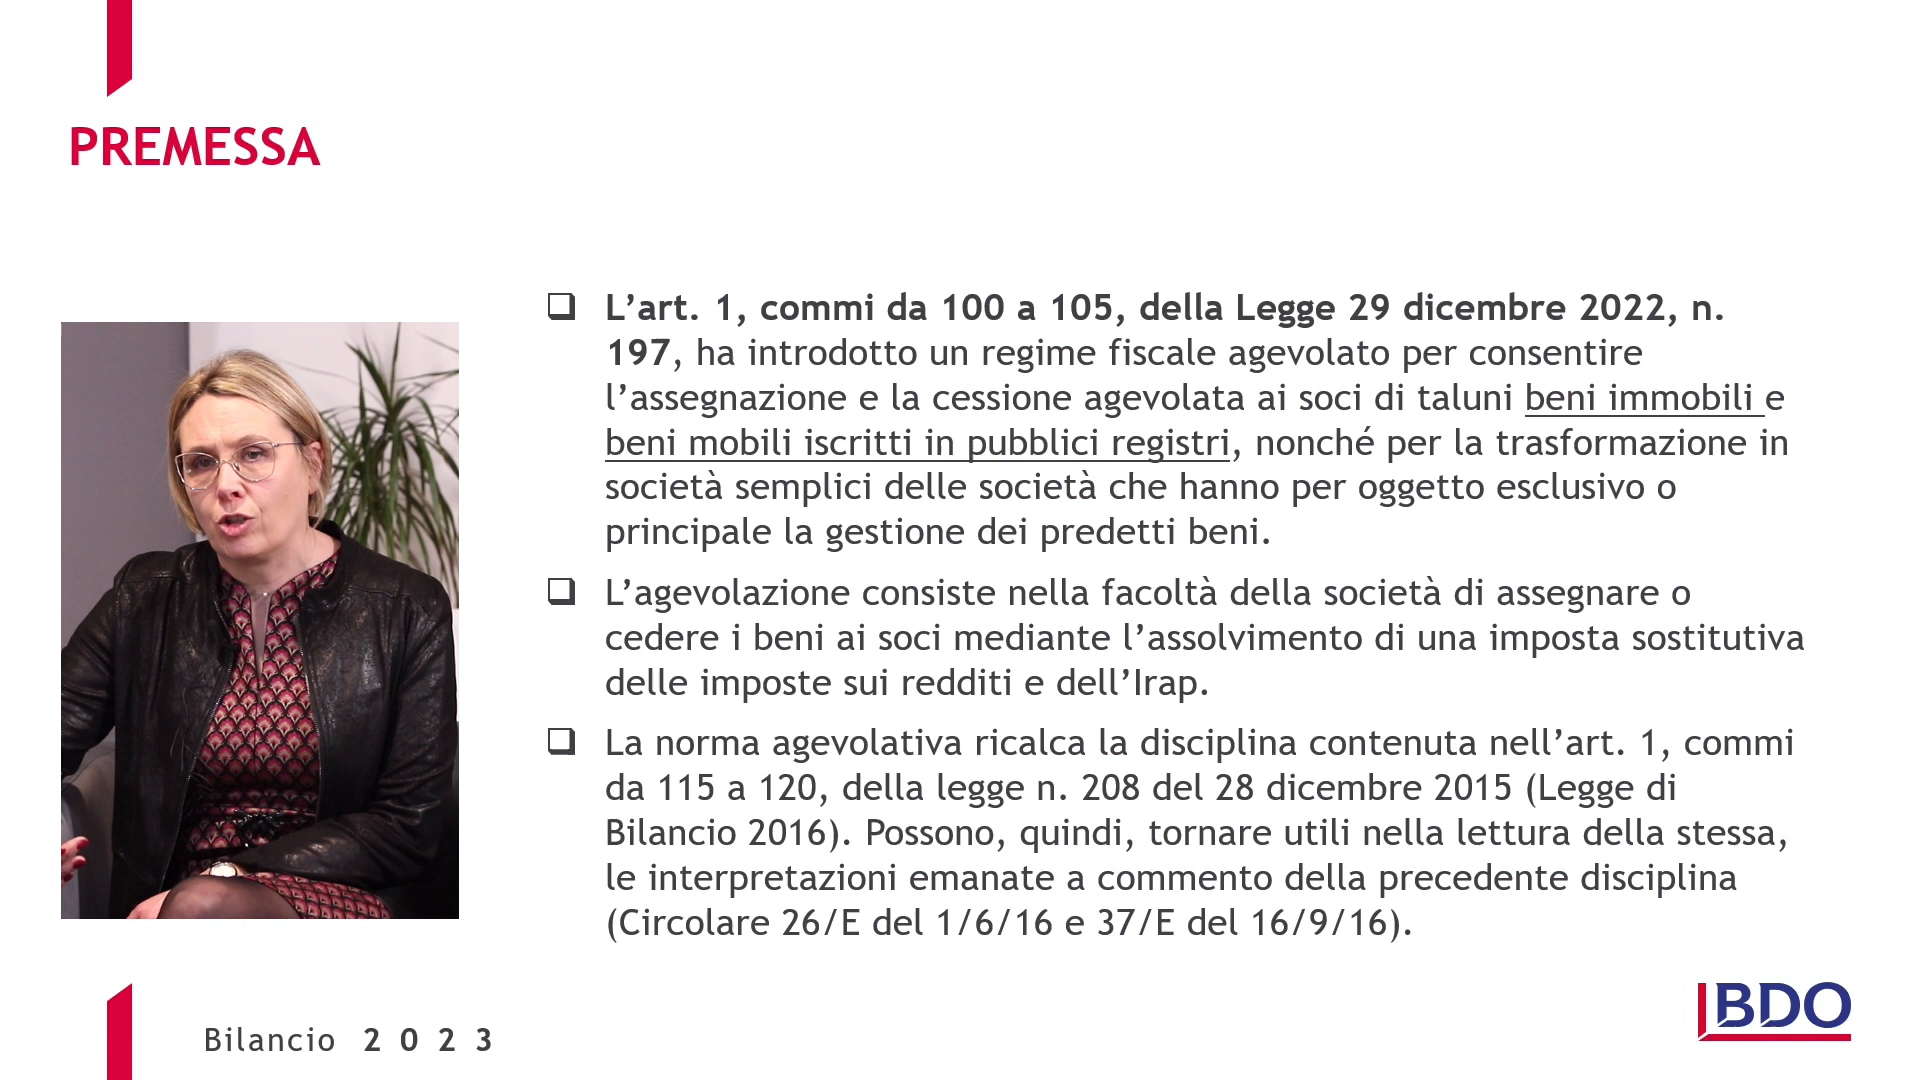 PREMESSA
❑ L’art. 1, commi da 100 a 105, della Legge 29 dicembre 2022, n.
197, ha introdotto un regime fiscale agevolato per consentire
l’assegnazione e la cessione agevolata ai soci di taluni beni immobili e
beni mobili iscritti in pubblici registri, nonché per la trasformazione in
società semplici delle società che hanno per oggetto esclusivo o
principale la gestione dei predetti beni.
❑ L’agevolazione consiste nella facoltà della società di assegnare o
cedere i beni ai soci mediante l’assolvimento di una imposta sostitutiva
delle imposte sui redditi e dell’Irap.
❑ La norma agevolativa ricalca la disciplina contenuta nell’art. 1, commi
da 115 a 120, della legge n. 208 del 28 dicembre 2015 (Legge di
Bilancio 2016). Possono, quindi, tornare utili nella lettura della stessa,
le interpretazioni emanate a commento della precedente disciplina
(Circolare 26/E del 1/6/16 e 37/E del 16/9/16).
Bilancio 2023
BDO